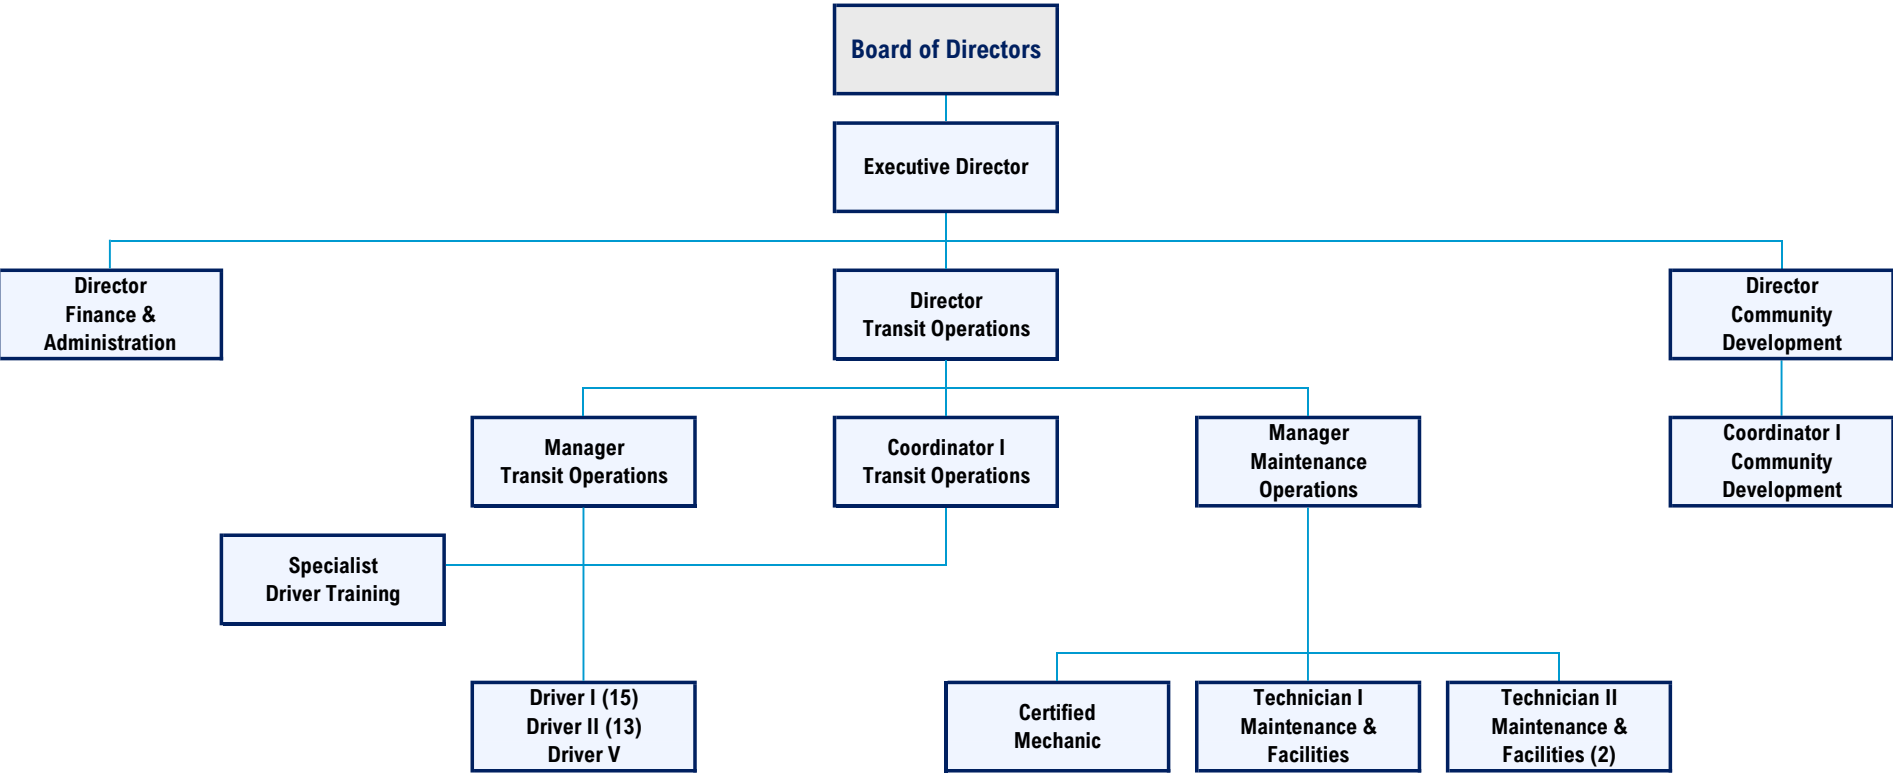 Board of Directors
Executive Director
Director
Finance &
Administration
Director
Transit Operations
Director
Community
Development
Manager
Transit Operations
Coordinator I
Transit Operations
Manager
Maintenance
Operations
Coordinator I
Community
Development
Specialist
Driver Training
Driver I (15)
Driver II (13)
Driver V
Certified
Mechanic
Technician I
Maintenance &
Facilities
Technician II
Maintenance &
Facilities (2)